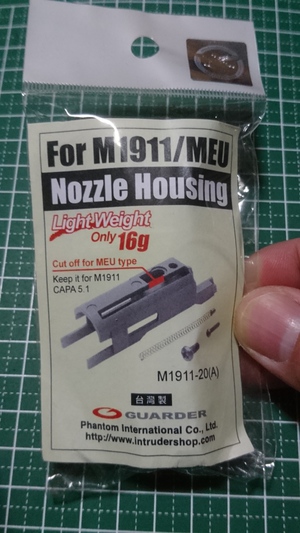 For M1911/MEU
Nozzle Housing
Light-Weight
Only 16g
Cut off for MEU type
Keep it for M1911
CAPA 5.1
M1911-20(A)
台灣製
GUARDER
Phantom International Co., Ltd.
http://www.intrudershop.com